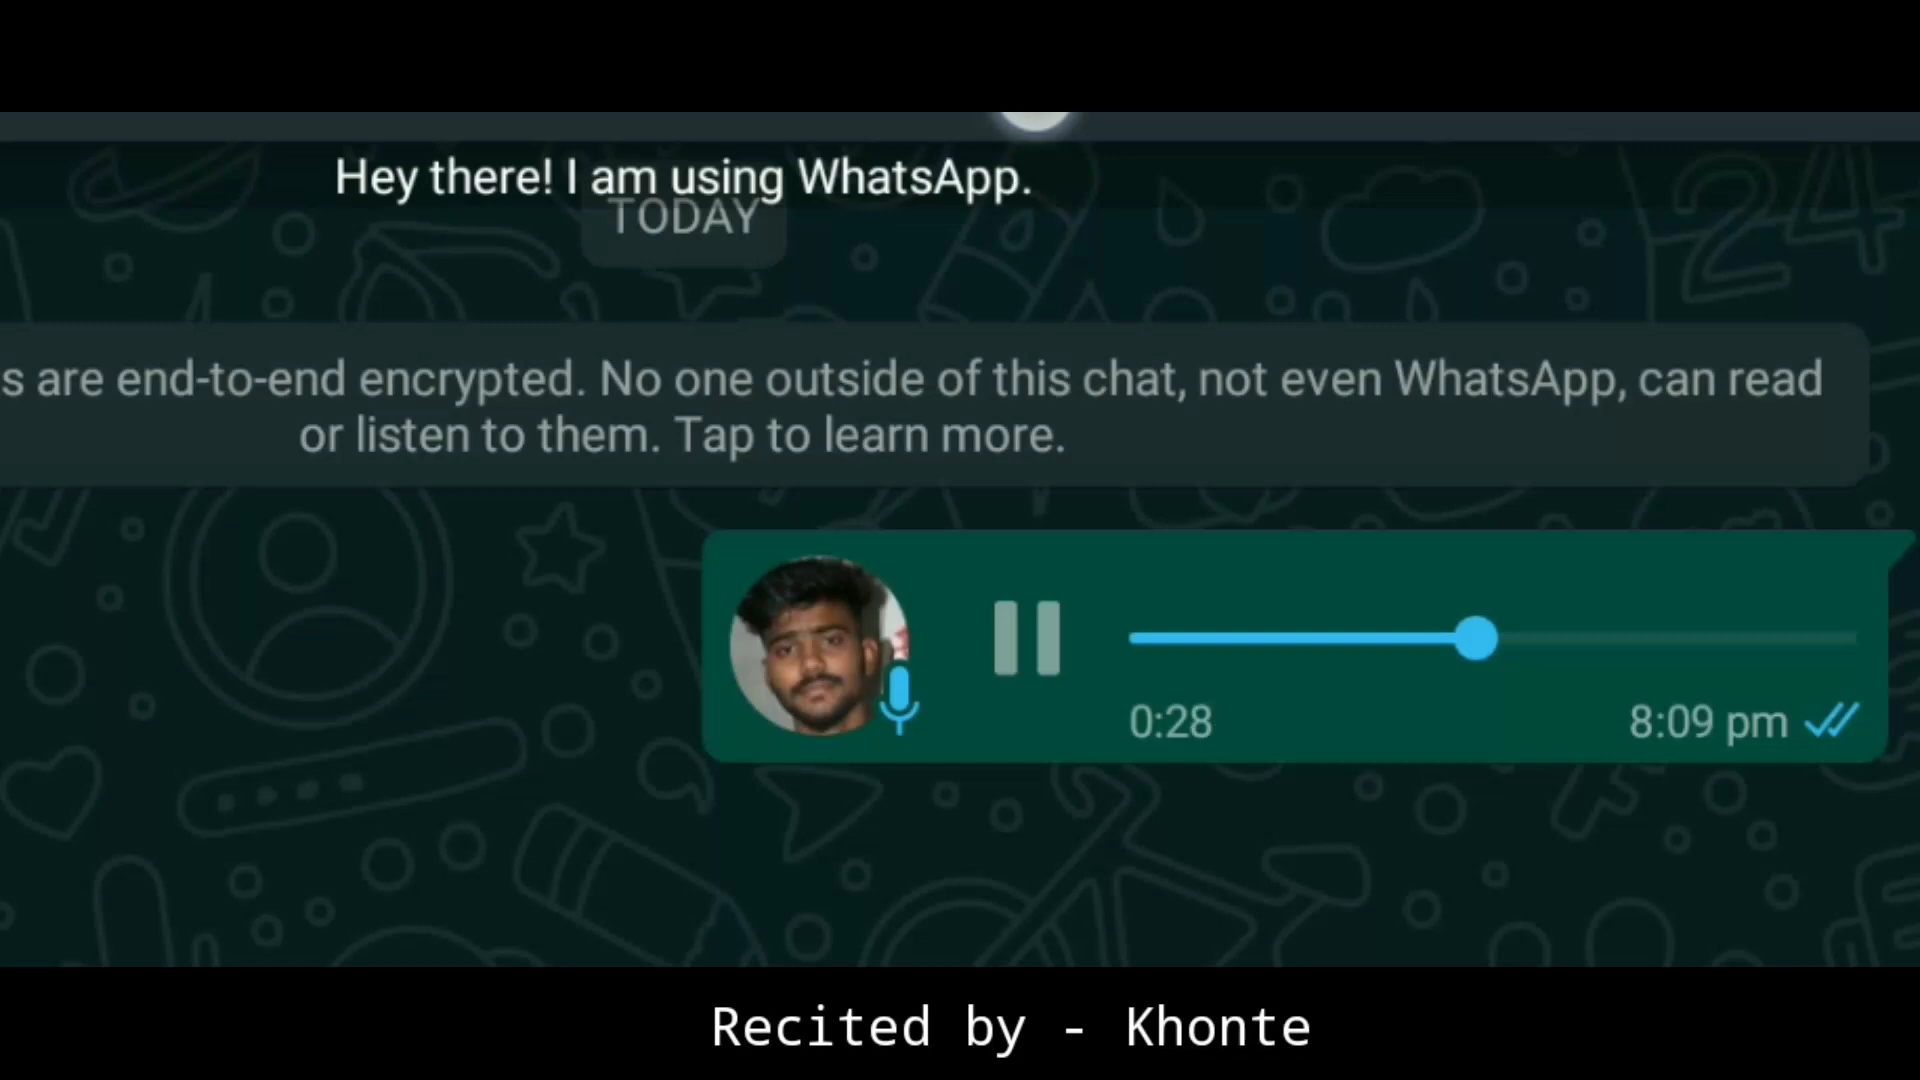 Hey there! I am using WhatsApp.
TODAY
s are end-to-end encrypted. No one outside of this chat, not even WhatsApp, can read
or listen to them. Tap to learn more.
0:28
8:09 pm
Recited by - Khonte